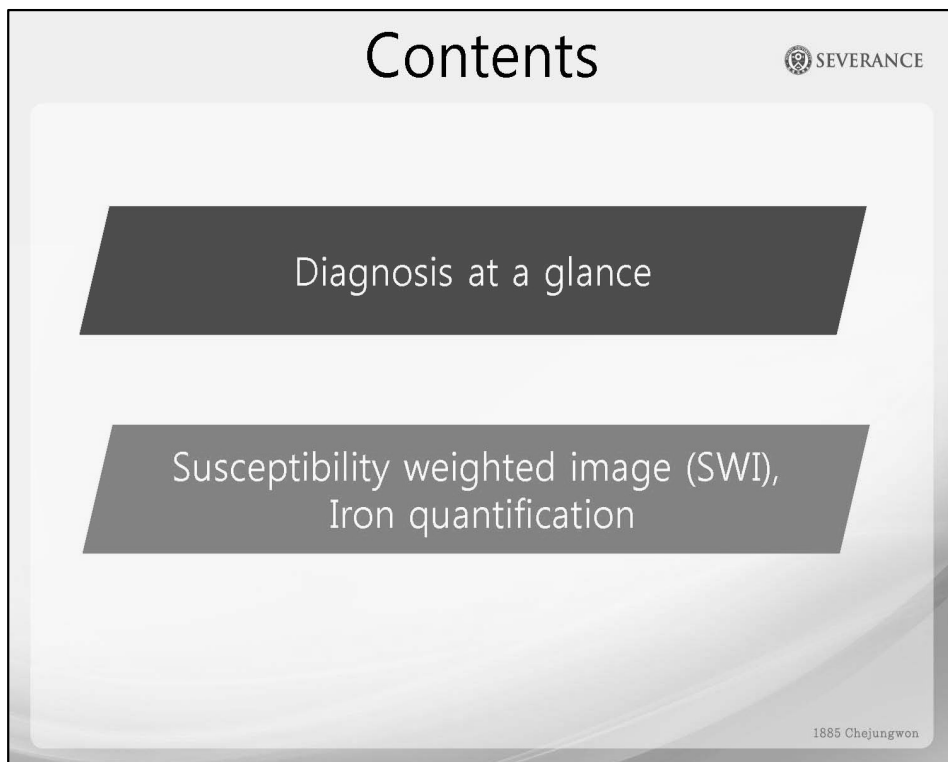 Contents
SEVERANCE
Diagnosis at a glance
Susceptibility weighted image (SWI),
Iron quantification
1885 Chejungwon